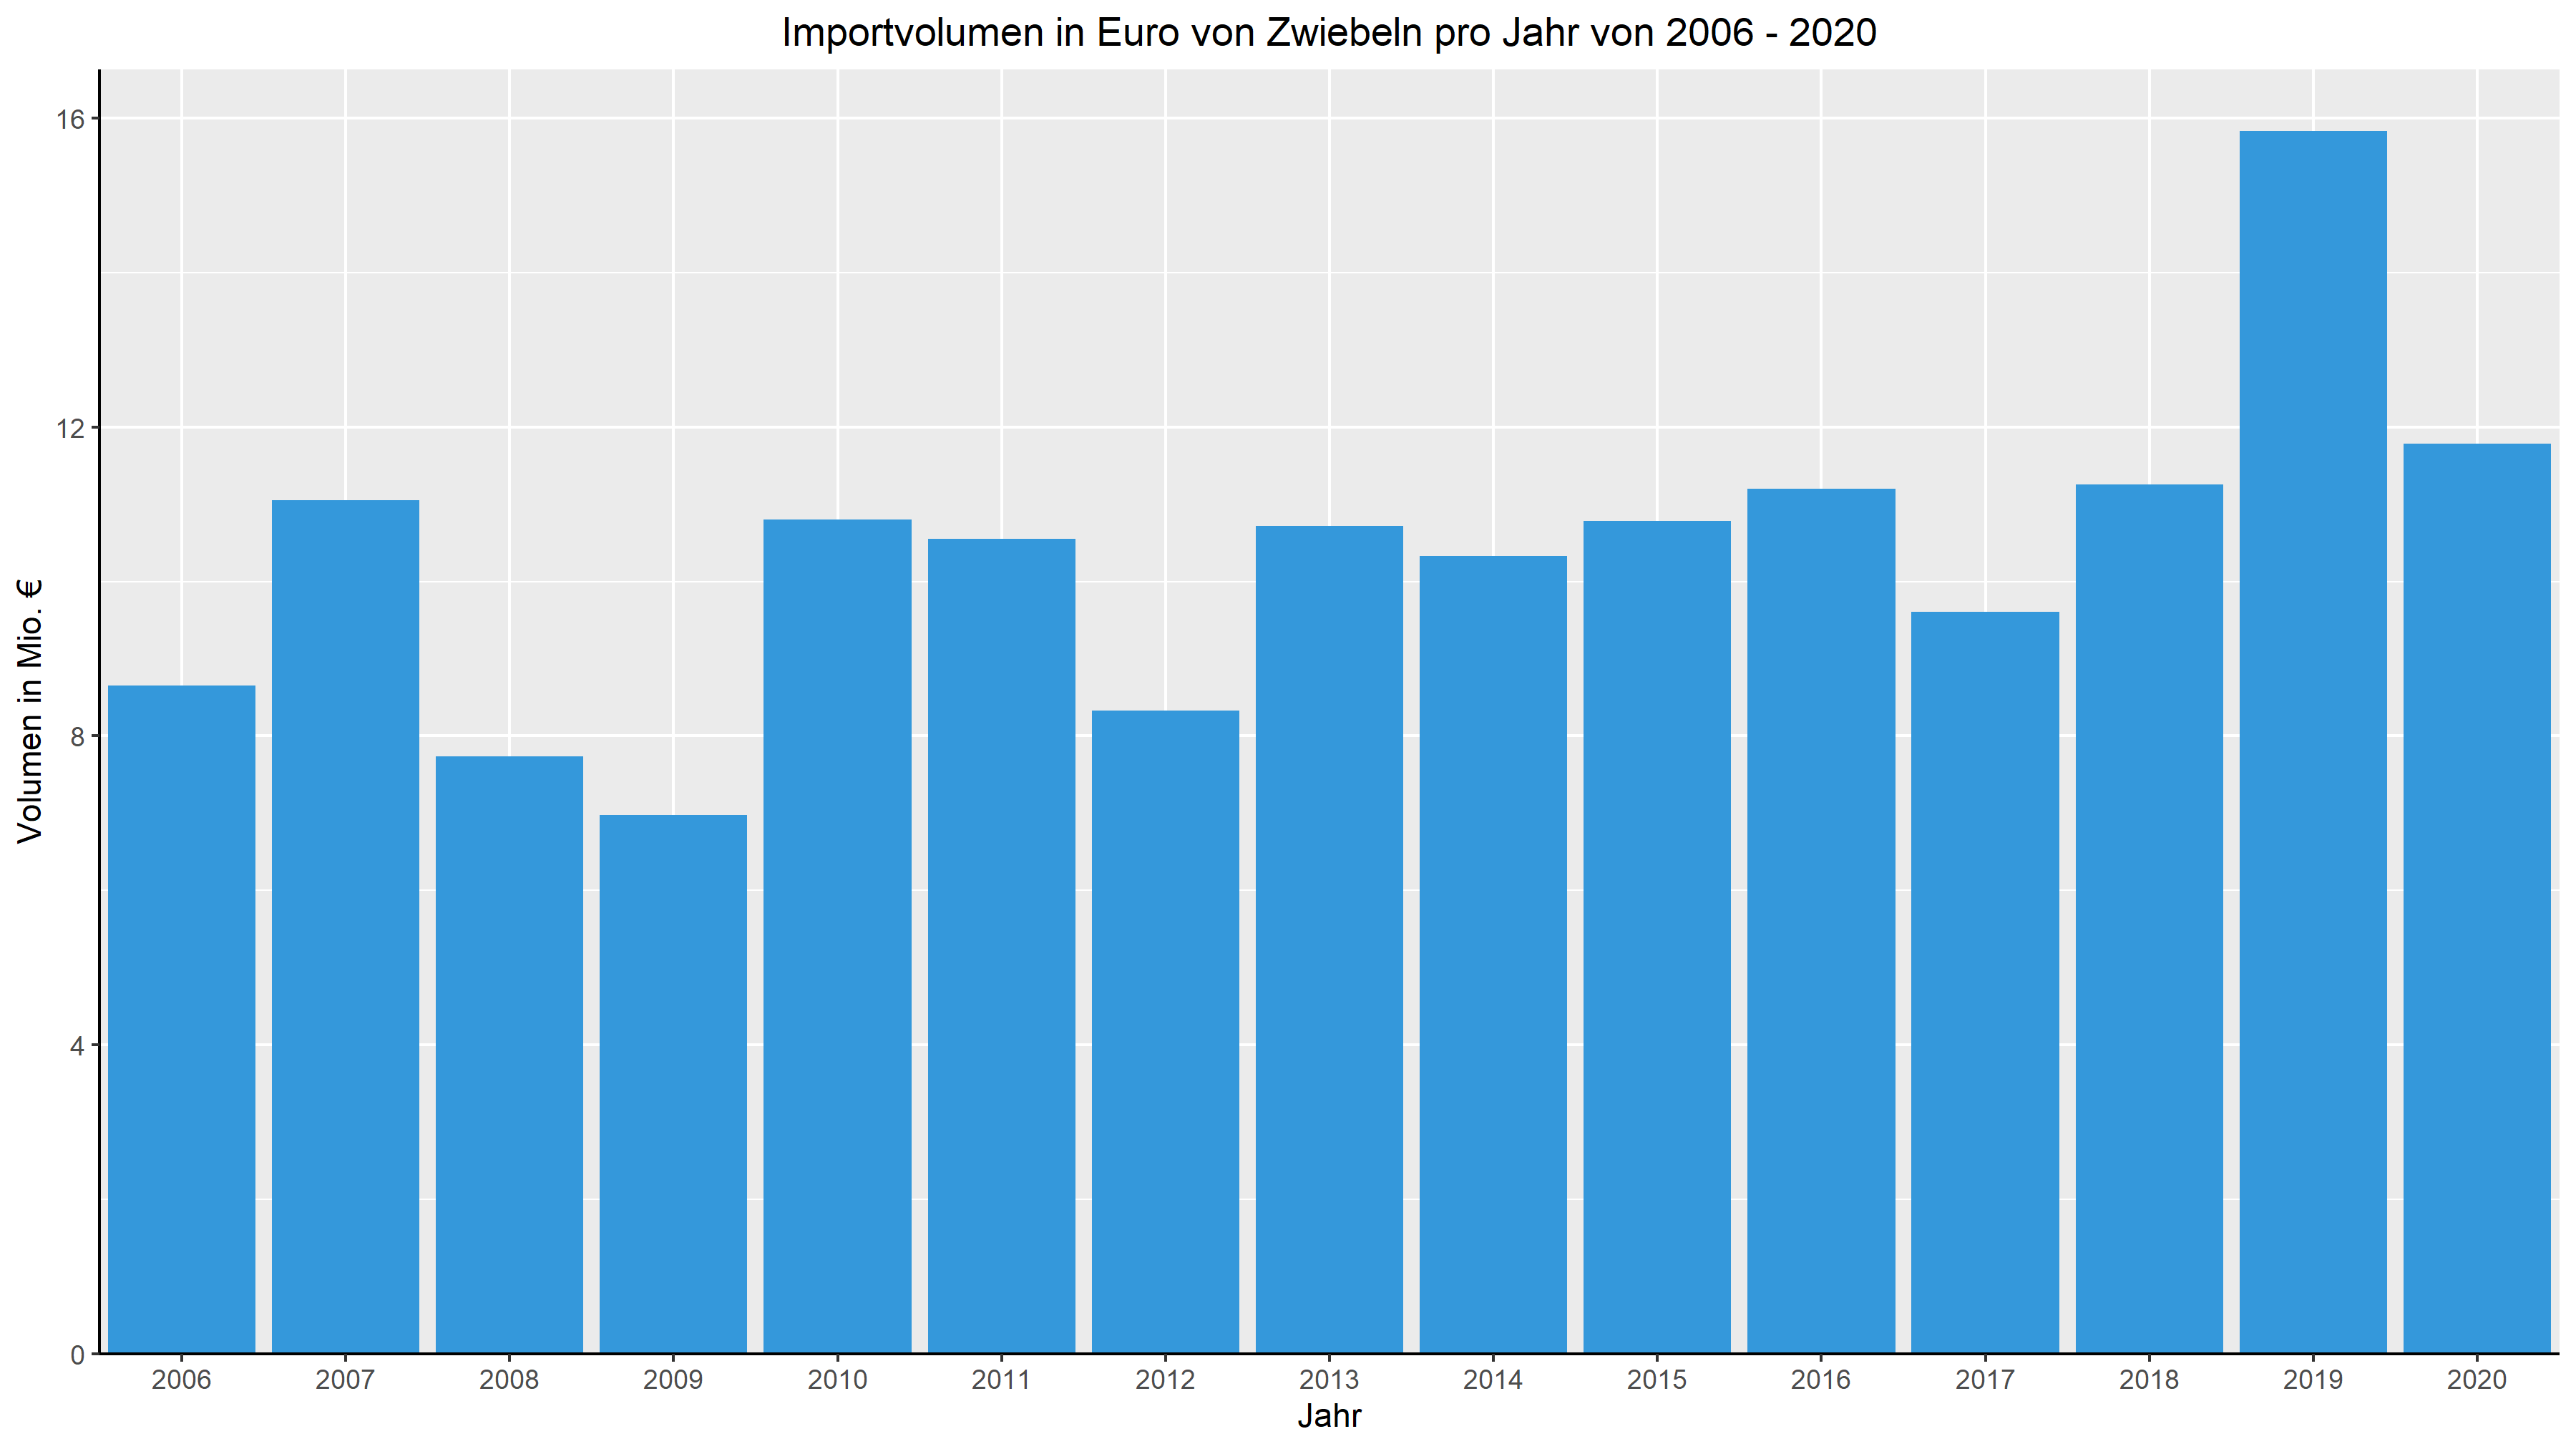 Importvolumen in Euro von Zwiebeln pro Jahr von 2006 - 2020
Volumen in Mio. €
16
12
8
4
0
2006 2007 2008 2009 2010 2011 2012 2013 2014 2015 2016 2017 2018 2019 2020
Jahr